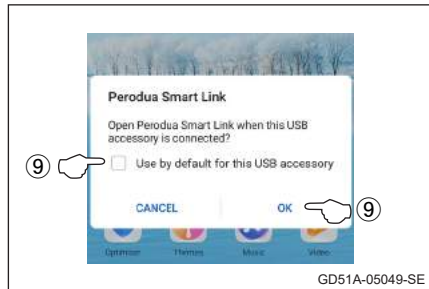 Perodua Smart Link
Open Perodua Smart Link when this USB
accessory is connected?
⑨
Use by default for this USB accessory
CANCEL
OK
⑨
Optimizer
Themes
Music
Video
GD51A-05049-SE